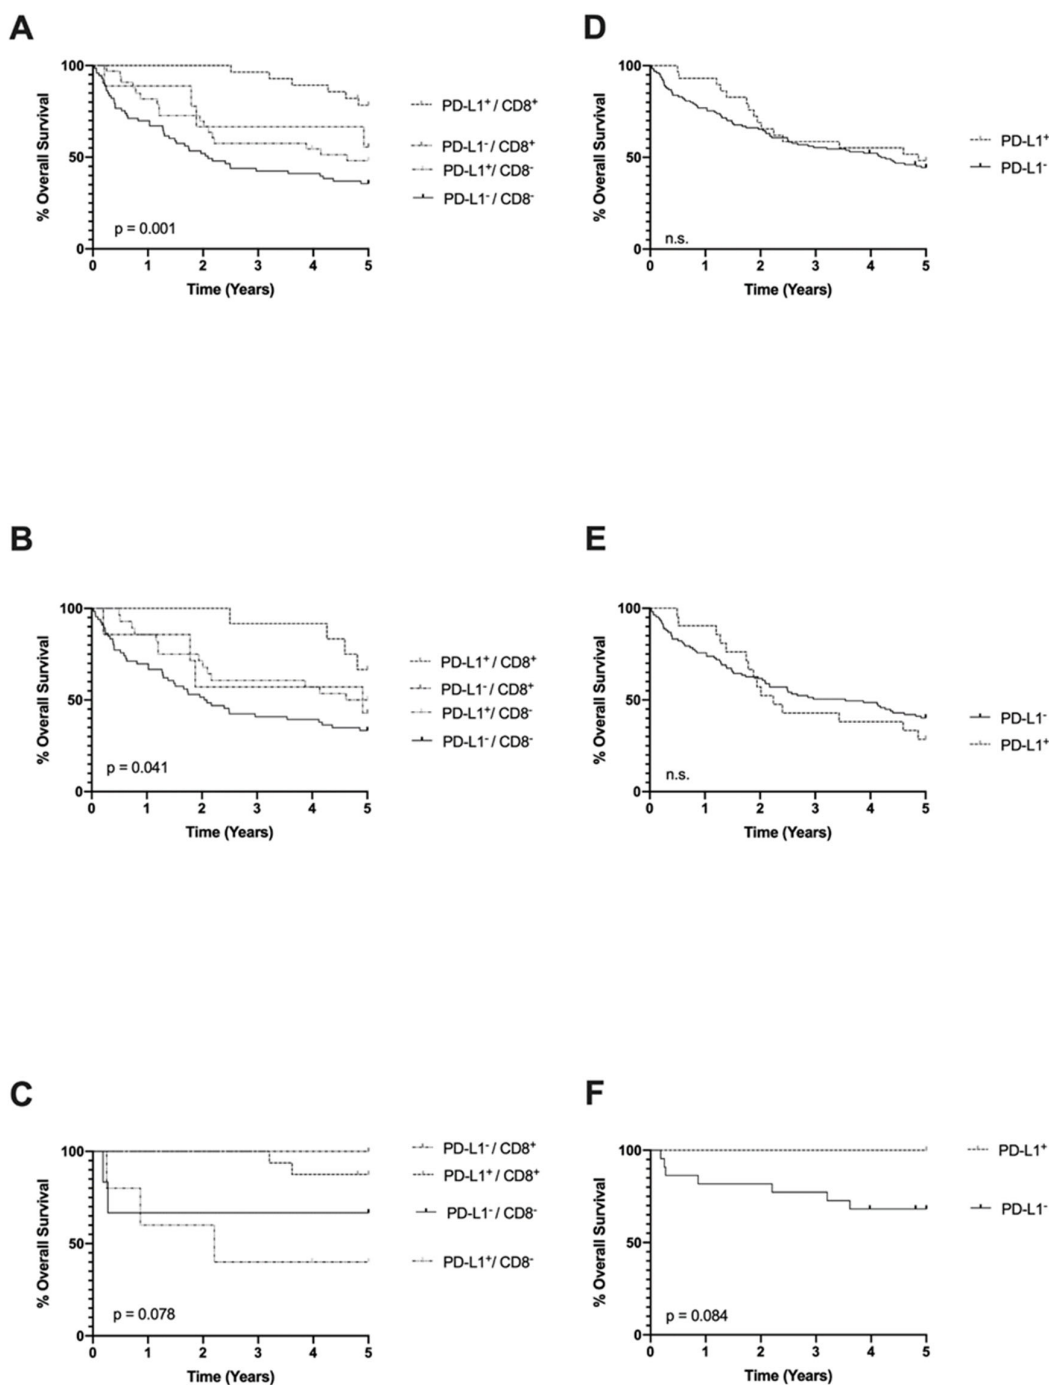 A
% Overall Survival
100
50
0
p = 0.001
0 1 2 3 4 5
Time (Years)
PD-L1⁺ / CD8⁺
PD-L1⁻ / CD8⁺
PD-L1⁺ / CD8⁻
PD-L1⁻ / CD8⁻
D
% Overall Survival
100
50
0
n.s.
0 1 2 3 4 5
Time (Years)
PD-L1⁺
PD-L1⁻
B
% Overall Survival
100
50
0
p = 0.041
0 1 2 3 4 5
Time (Years)
PD-L1⁺ / CD8⁺
PD-L1⁻ / CD8⁺
PD-L1⁺ / CD8⁻
PD-L1⁻ / CD8⁻
E
% Overall Survival
100
50
0
n.s.
0 1 2 3 4 5
Time (Years)
PD-L1⁻
PD-L1⁺
C
% Overall Survival
100
50
0
p = 0.078
0 1 2 3 4 5
Time (Years)
PD-L1⁻ / CD8⁺
PD-L1⁺ / CD8⁺
PD-L1⁻ / CD8⁻
PD-L1⁺ / CD8⁻
F
% Overall Survival
100
50
0
p = 0.084
0 1 2 3 4 5
Time (Years)
PD-L1⁺
PD-L1⁻